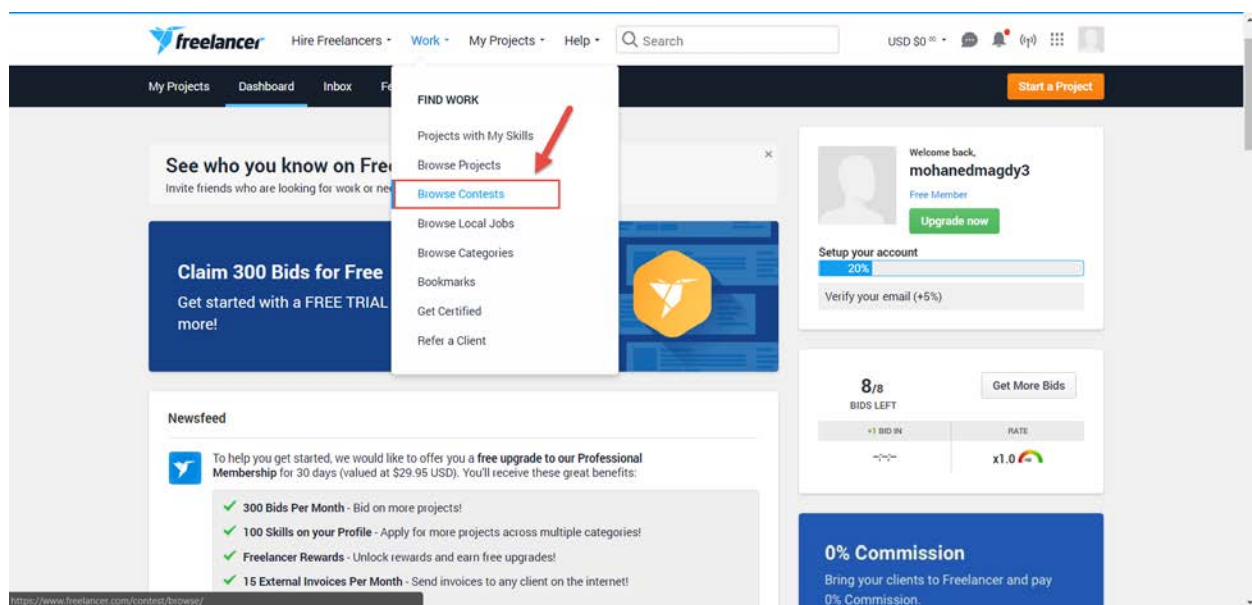 freelancer
Hire Freelancers Work My Projects Help Search USD $0.00
My Projects Dashboard Inbox Fe Start a Project
FIND WORK
Projects with My Skills
Browse Projects
Browse Contests
Browse Local Jobs
Browse Categories
Bookmarks
Get Certified
Refer a Client
See who you know on Free
Invite friends who are looking for work or ne
Claim 300 Bids for Free
Get started with a FREE TRIAL
more!
Newsfeed
To help you get started, we would like to offer you a free upgrade to our Professional
Membership for 30 days (valued at $29.95 USD). You'll receive these great benefits:
300 Bids Per Month - Bid on more projects!
100 Skills on your Profile - Apply for more projects across multiple categories!
Freelancer Rewards - Unlock rewards and earn free upgrades!
15 External Invoices Per Month - Send invoices to any client on the internet!
Welcome back,
mohanedmagdy3
Free Member
Upgrade now
Setup your account
20%
Verify your email (+5%)
8/8
BIDS LEFT
Get More Bids
+1 BID IN RATE
--:--:-- x1.0
0% Commission
Bring your clients to Freelancer and pay
0% Commission.
https://www.freelancer.com/contest/browse/